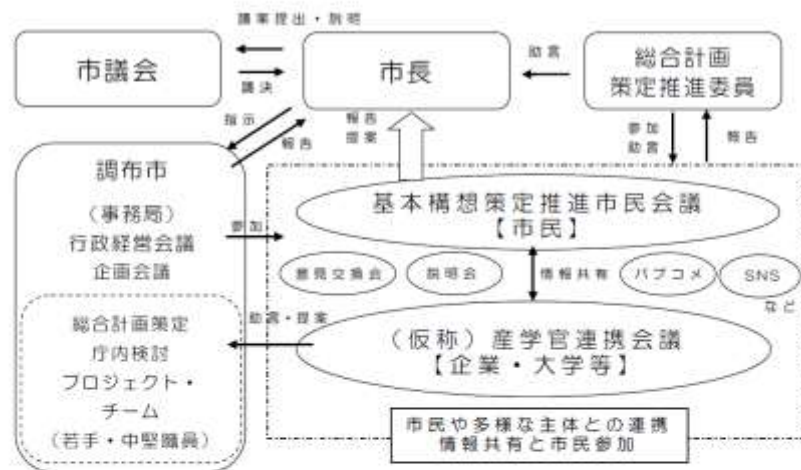 議案提出・説明
市議会
議決
市長
助言
総合計画
策定推進委員
指示
報告
報告
提案
参加
助言
報告
調布市
(事務局)
行政経営会議
企画会議
参加
基本構想策定推進市民会議
【市民】
意見交換会
説明会
情報共有
パブコメ
SNS
など
総合計画策定
庁内検討
プロジェクト・
チーム
(若手・中堅職員)
助言・提案
(仮称)産学官連携会議
【企業・大学等】
市民や多様な主体との連携
情報共有と市民参加